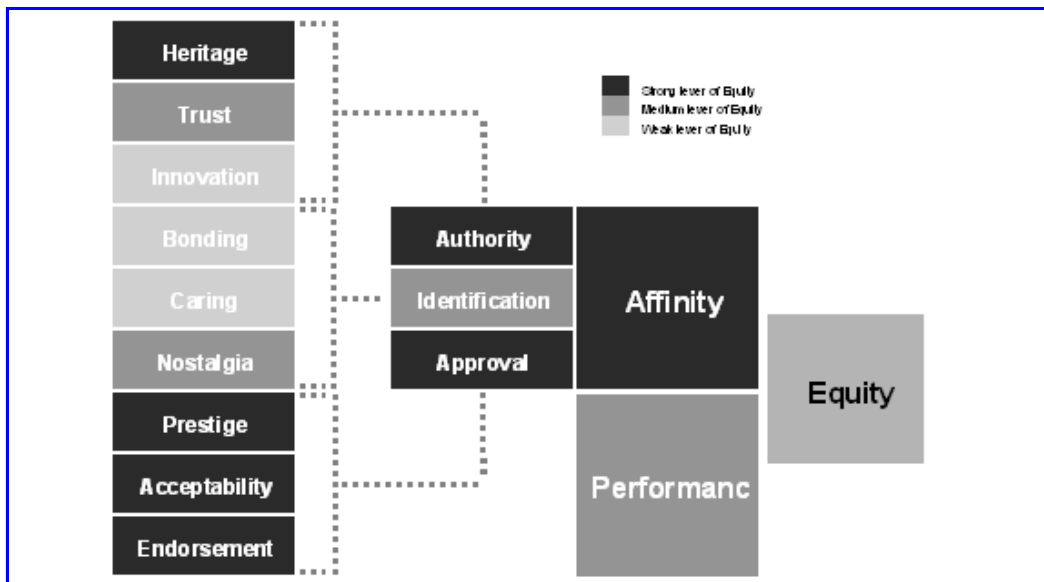 Heritage
Trust
Innovation
Bonding
Caring
Nostalgia
Prestige
Acceptability
Endorsement
Authority
Identification
Approval
Affinity
Performanc
Equity
Strong lever of Equity
Medium lever of Equity
Weak lever of Equity